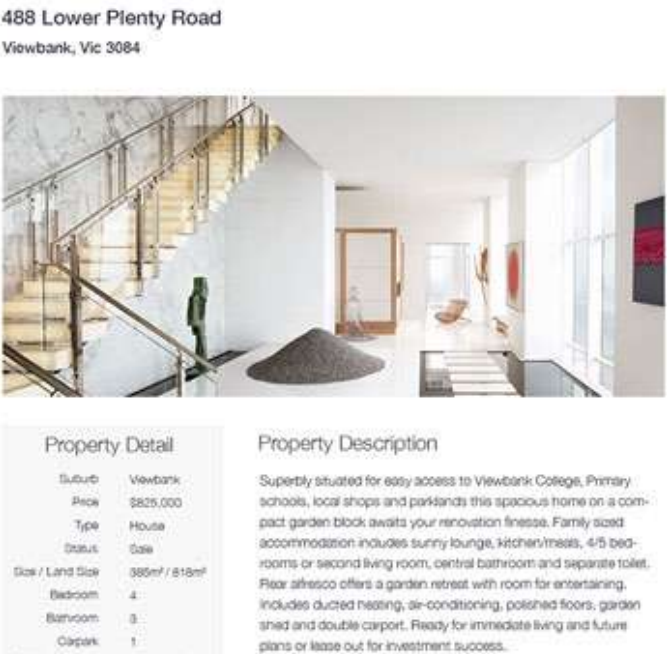 488 Lower Plenty Road
Viewbank, Vic 3084
Property Detail
Suburb Viewbank
Price $825,000
Type House
Status Sale
Size / Land Size 385m² / 618m²
Bedroom 4
Bathroom 3
Carpark 1
Property Description
Superbly situated for easy access to Viewbank College, Primary
schools, local shops and parklands this spacious home on a com-
pact garden block awaits your renovation finesse. Family sized
accommodation includes sunny lounge, kitchen/meals, 4/5 bed-
rooms or second living room, central bathroom and separate toilet.
Rear alfresco offers a garden retreat with room for entertaining.
Includes ducted heating, air-conditioning, polished floors, garden
shed and double carport. Ready for immediate living and future
plans or lease out for investment success.